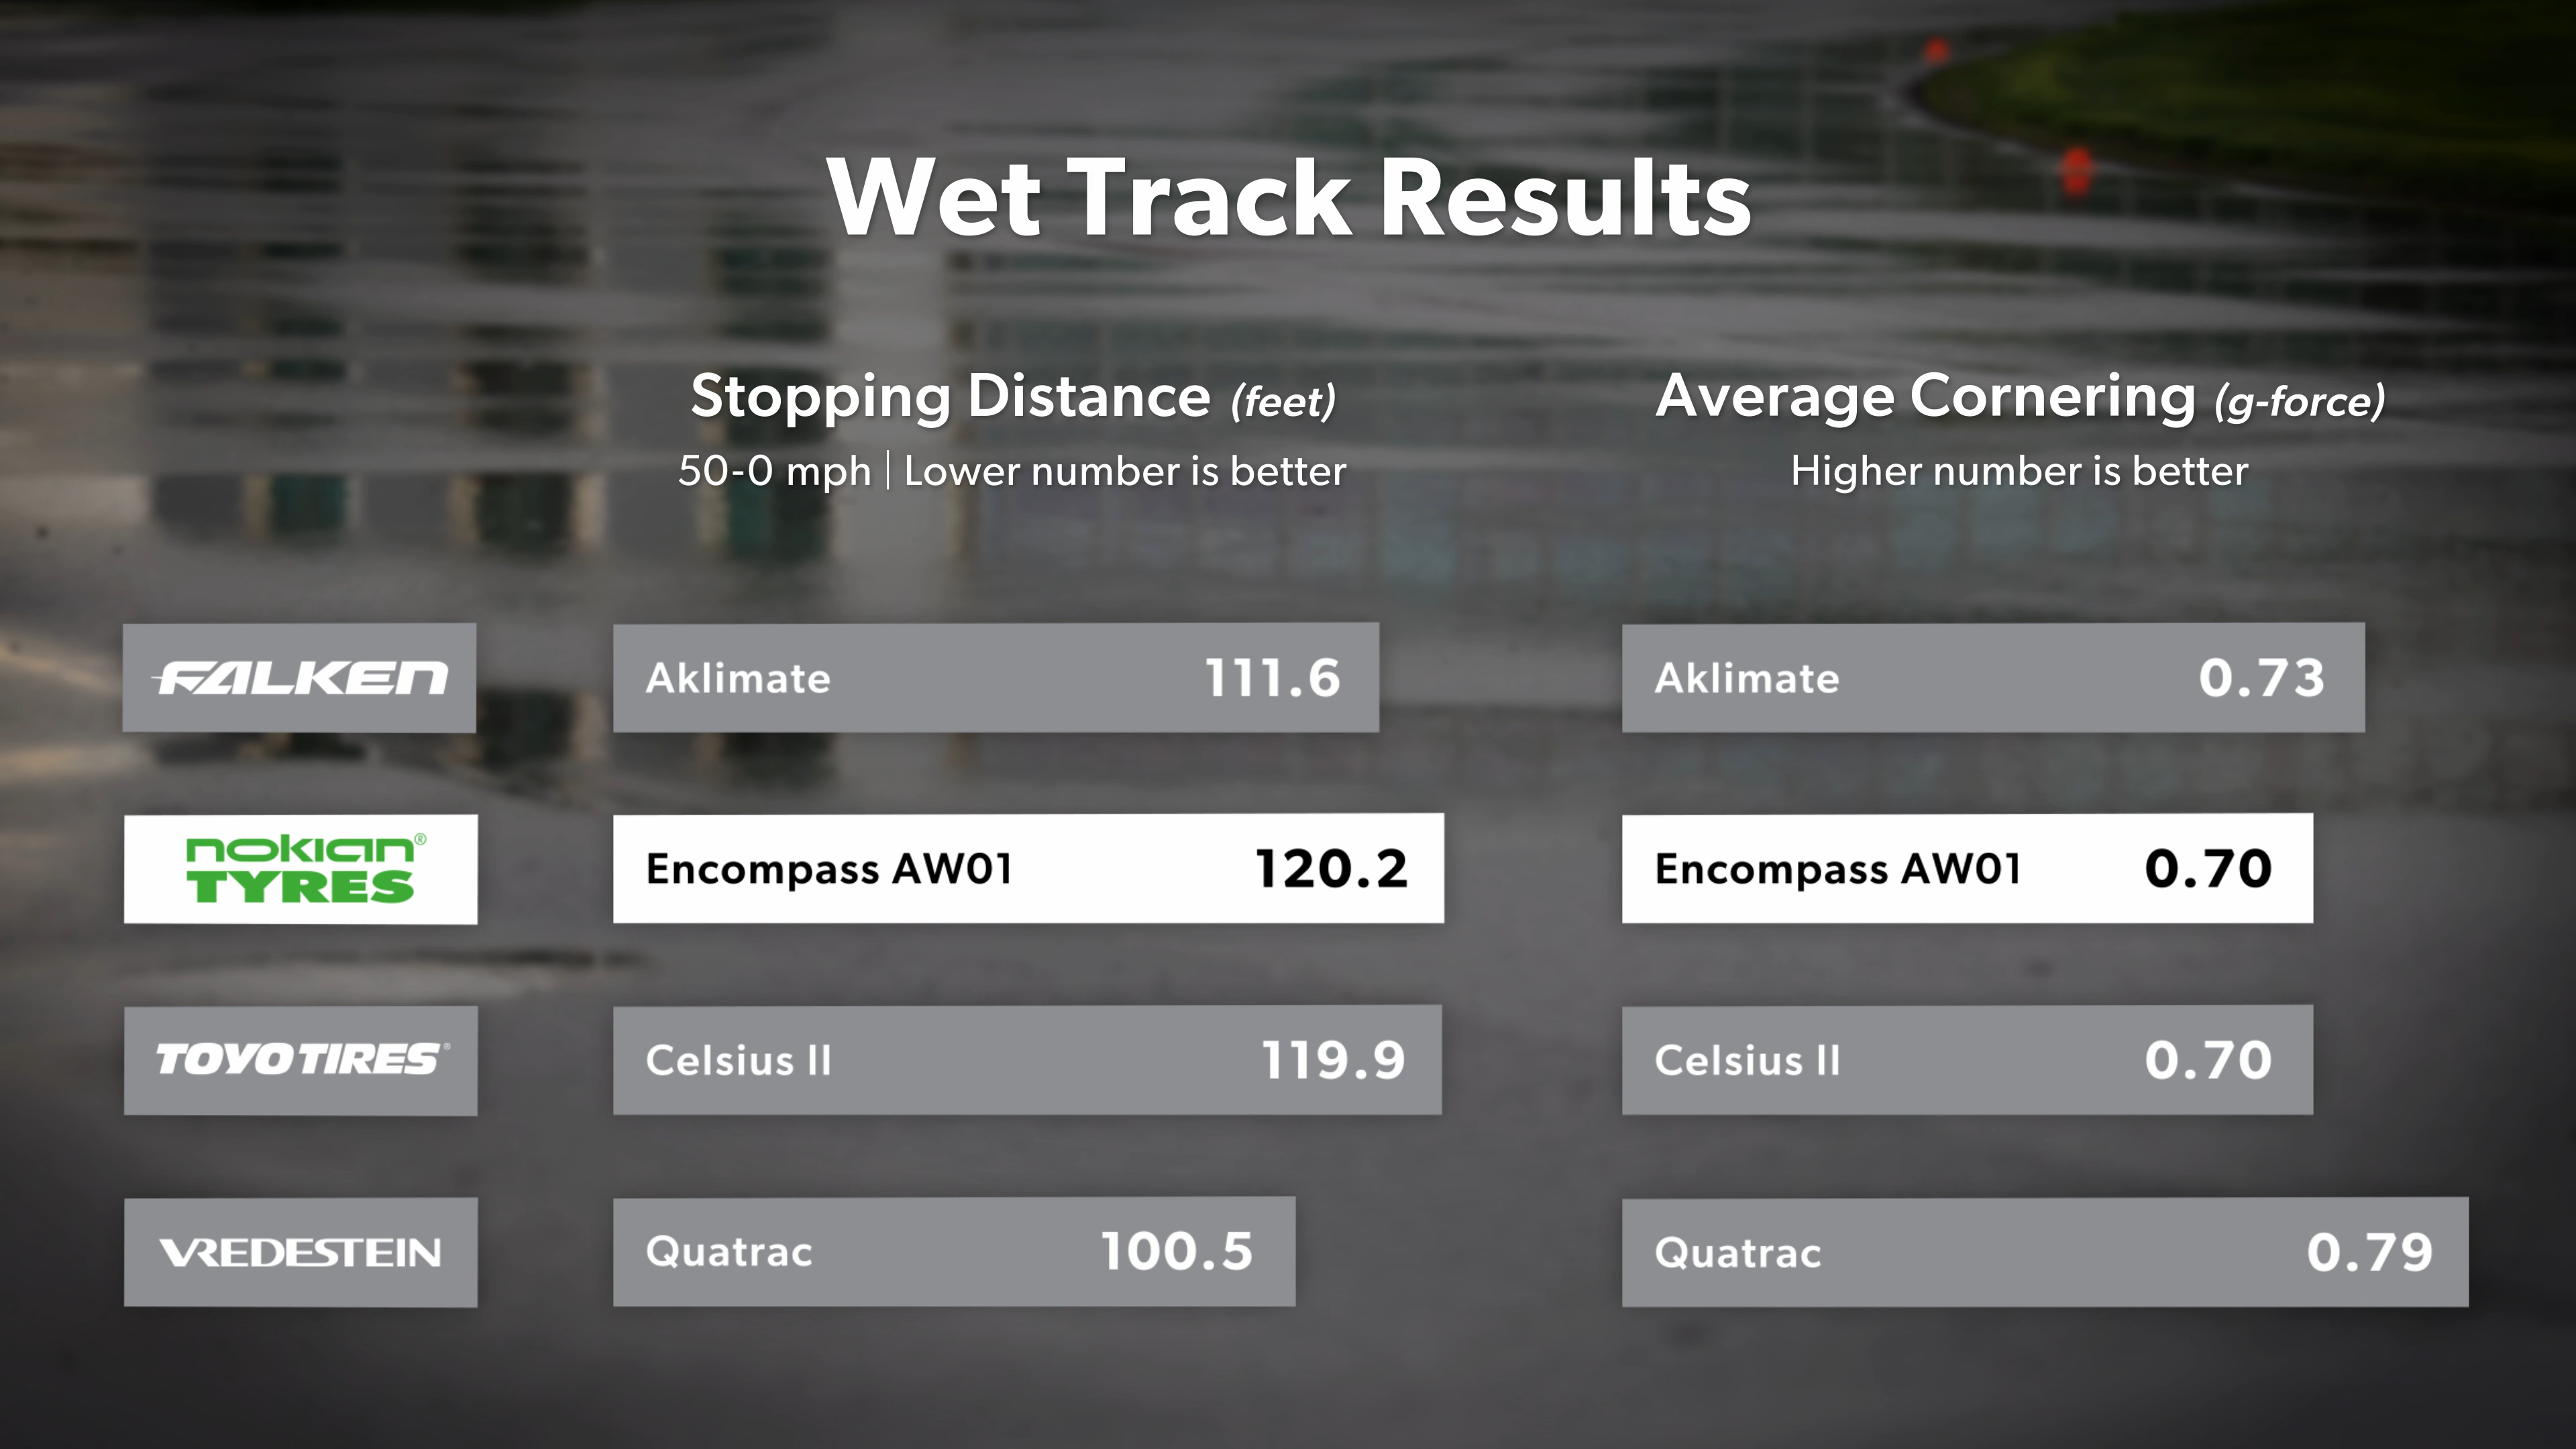 Wet Track Results
Stopping Distance (feet)
50-0 mph | Lower number is better
Average Cornering (g-force)
Higher number is better
FALKEN
Aklimate 111.6
Aklimate 0.73
nokian®
TYRES
Encompass AW01 120.2
Encompass AW01 0.70
TOYO TIRES®
Celsius II 119.9
Celsius II 0.70
VREDESTEIN
Quatrac 100.5
Quatrac 0.79